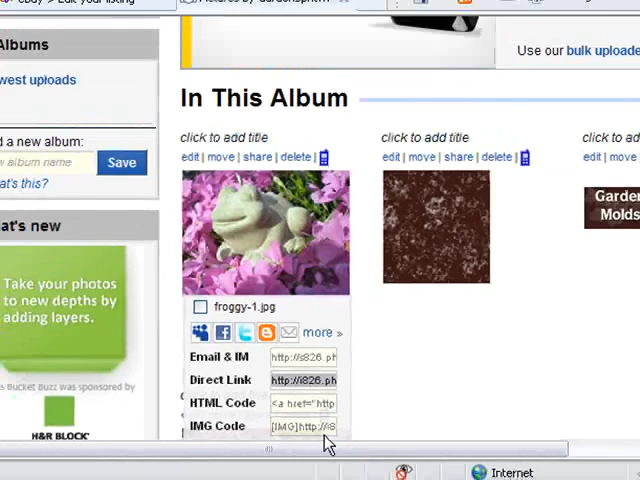 Edit your listing
Albums
Use our bulk uploade
west uploads
In This Album
d a new album:
album name
Save
at's this?
click to add title
edit | move | share | delete |
click to add title
edit | move | share | delete |
click to ad
edit | move
at's new
Take your photos
to new depths by
adding layers.
Bucket Buzz was sponsored by
H&R BLOCK
Garde
Molds
froggy-1.jpg
more »
Email & IM
http://s826.ph
Direct Link
http://i826.ph
HTML Code
<a href="http
IMG Code
[IMG]http://i8
Internet